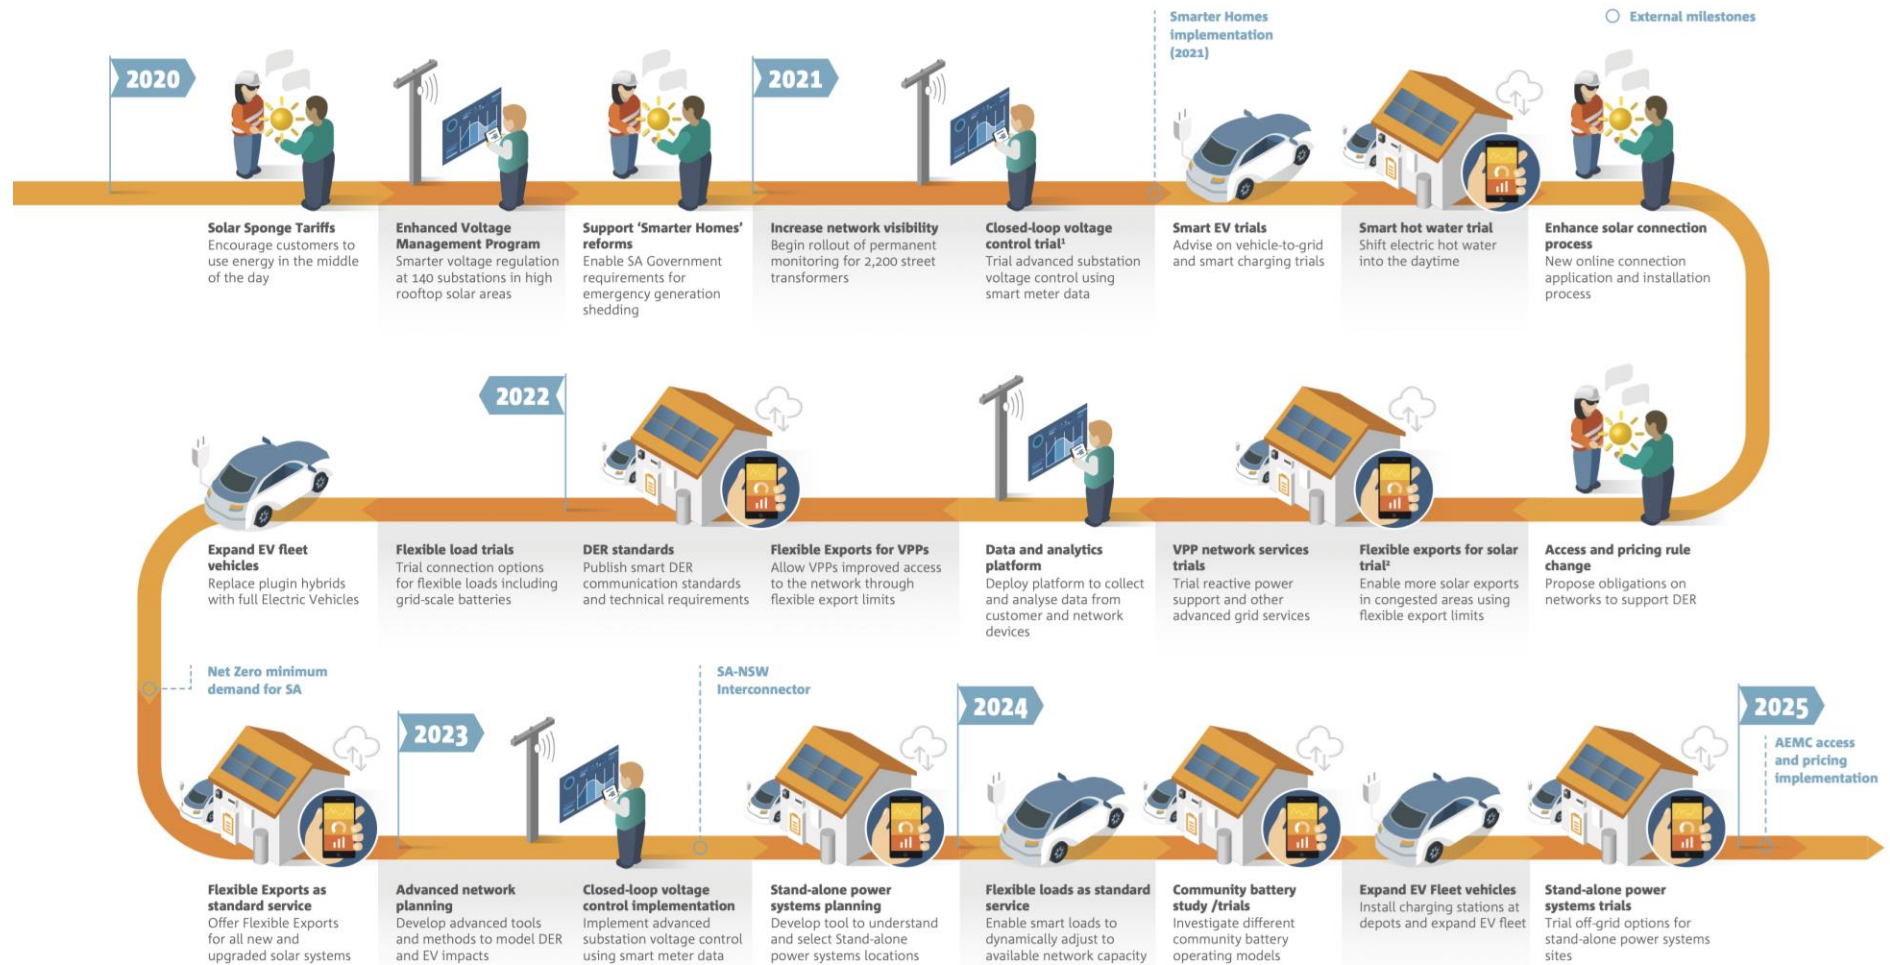 Smarter Homes
implementation
(2021)
External milestones
2020
2021
Solar Sponge Tariffs
Encourage customers to
use energy in the middle
of the day
Enhanced Voltage
Management Program
Smarter voltage regulation
at 140 substations in high
rooftop solar areas
Support ‘Smarter Homes’
reforms
Enable SA Government
requirements for
emergency generation
shedding
Increase network visibility
Begin rollout of permanent
monitoring for 2,200 street
transformers
Closed-loop voltage
control trial¹
Trial advanced substation
voltage control using
smart meter data
Smart EV trials
Advise on vehicle-to-grid
and smart charging trials
Smart hot water trial
Shift electric hot water
into the daytime
Enhance solar connection
process
New online connection
application and installation
process
2022
Expand EV fleet
vehicles
Replace plugin hybrids
with full Electric Vehicles
Flexible load trials
Trial connection options
for flexible loads including
grid-scale batteries
DER standards
Publish smart DER
communication standards
and technical requirements
Flexible Exports for VPPs
Allow VPPs improved access
to the network through
flexible export limits
Data and analytics
platform
Deploy platform to collect
and analyse data from
customer and network
devices
VPP network services
trials
Trial reactive power
support and other
advanced grid services
Flexible exports for solar
trial²
Enable more solar exports
in congested areas using
flexible export limits
Access and pricing rule
change
Propose obligations on
networks to support DER
Net Zero minimum
demand for SA
SA-NSW
Interconnector
2023
2024
2025
AEMC access
and pricing
implementation
Flexible Exports as
standard service
Offer Flexible Exports
for all new and
upgraded solar systems
Advanced network
planning
Develop advanced tools
and methods to model DER
and EV impacts
Closed-loop voltage
control implementation
Implement advanced
substation voltage control
using smart meter data
Stand-alone power
systems planning
Develop tool to understand
and select Stand-alone
power systems locations
Flexible loads as standard
service
Enable smart loads to
dynamically adjust to
available network capacity
Community battery
study /trials
Investigate different
community battery
operating models
Expand EV Fleet vehicles
Install charging stations at
depots and expand EV fleet
Stand-alone power
systems trials
Trial off-grid options for
stand-alone power systems
sites